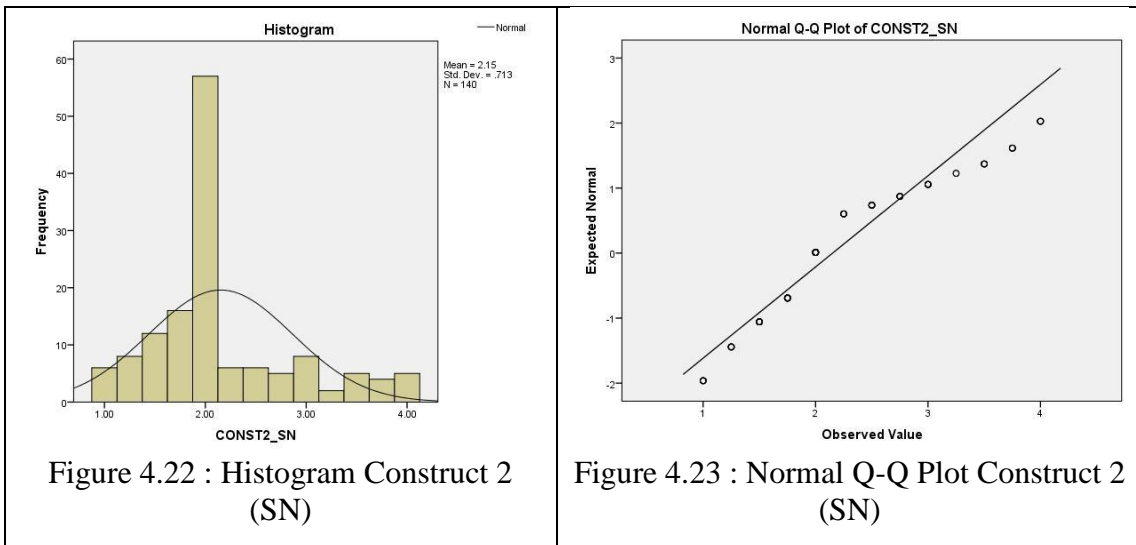 Histogram
Normal
Mean = 2.15
Std. Dev. = .713
N = 140
60
50
40
30
20
10
0
Frequency
1.00 2.00 3.00 4.00
CONST2_SN
Figure 4.22 : Histogram Construct 2
(SN)
Normal Q-Q Plot of CONST2_SN
3
2
1
0
-1
-2
Expected Normal
1 2 3 4
Observed Value
Figure 4.23 : Normal Q-Q Plot Construct 2
(SN)